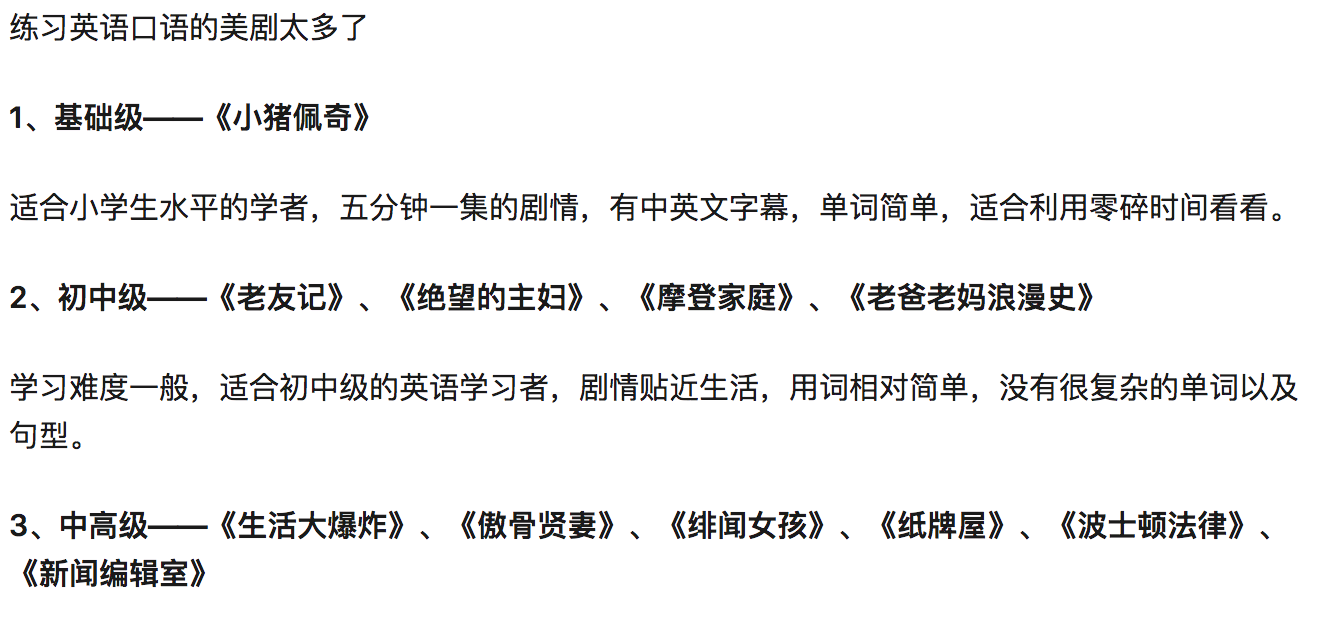 练习英语口语的美剧太多了
1、基础级——《小猪佩奇》
适合小学生水平的学者，五分钟一集的剧情，有中英文字幕，单词简单，适合利用零碎时间看看。
2、初中级——《老友记》、《绝望的主妇》、《摩登家庭》、《老爸老妈浪漫史》
学习难度一般，适合初中级的英语学习者，剧情贴近生活，用词相对简单，没有很复杂的单词以及
句型。
3、中高级——《生活大爆炸》、《傲骨贤妻》、《绯闻女孩》、《纸牌屋》、《波士顿法律》、
《新闻编辑室》